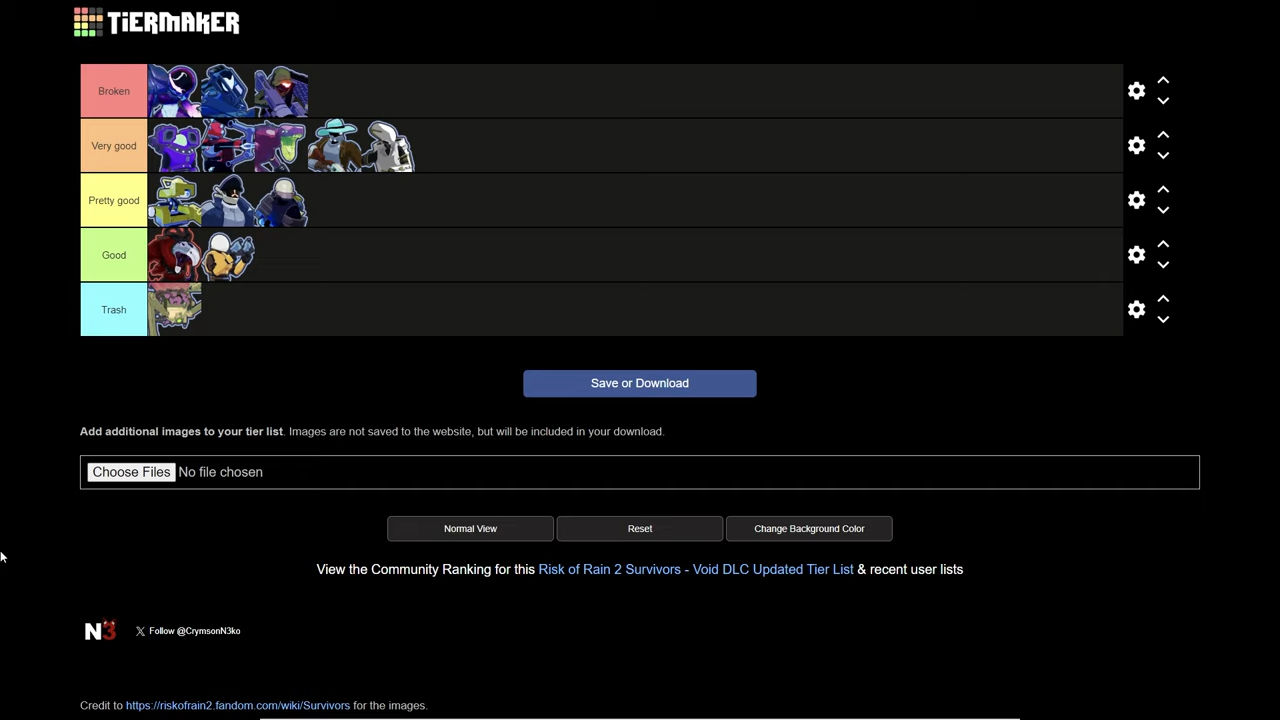 TiERMAKER
Broken
Very good
Pretty good
Good
Trash
Save or Download
Add additional images to your tier list. Images are not saved to the website, but will be included in your download.
Choose Files No file chosen
Normal View Reset Change Background Color
View the Community Ranking for this Risk of Rain 2 Survivors - Void DLC Updated Tier List & recent user lists
N3 Follow @CrymsonN3ko
Credit to https://riskofrain2.fandom.com/wiki/Survivors for the images.